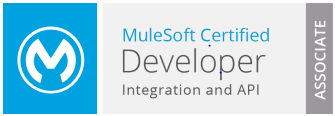 MuleSoft Certified
Developer
Integration and API
ASSOCIATE